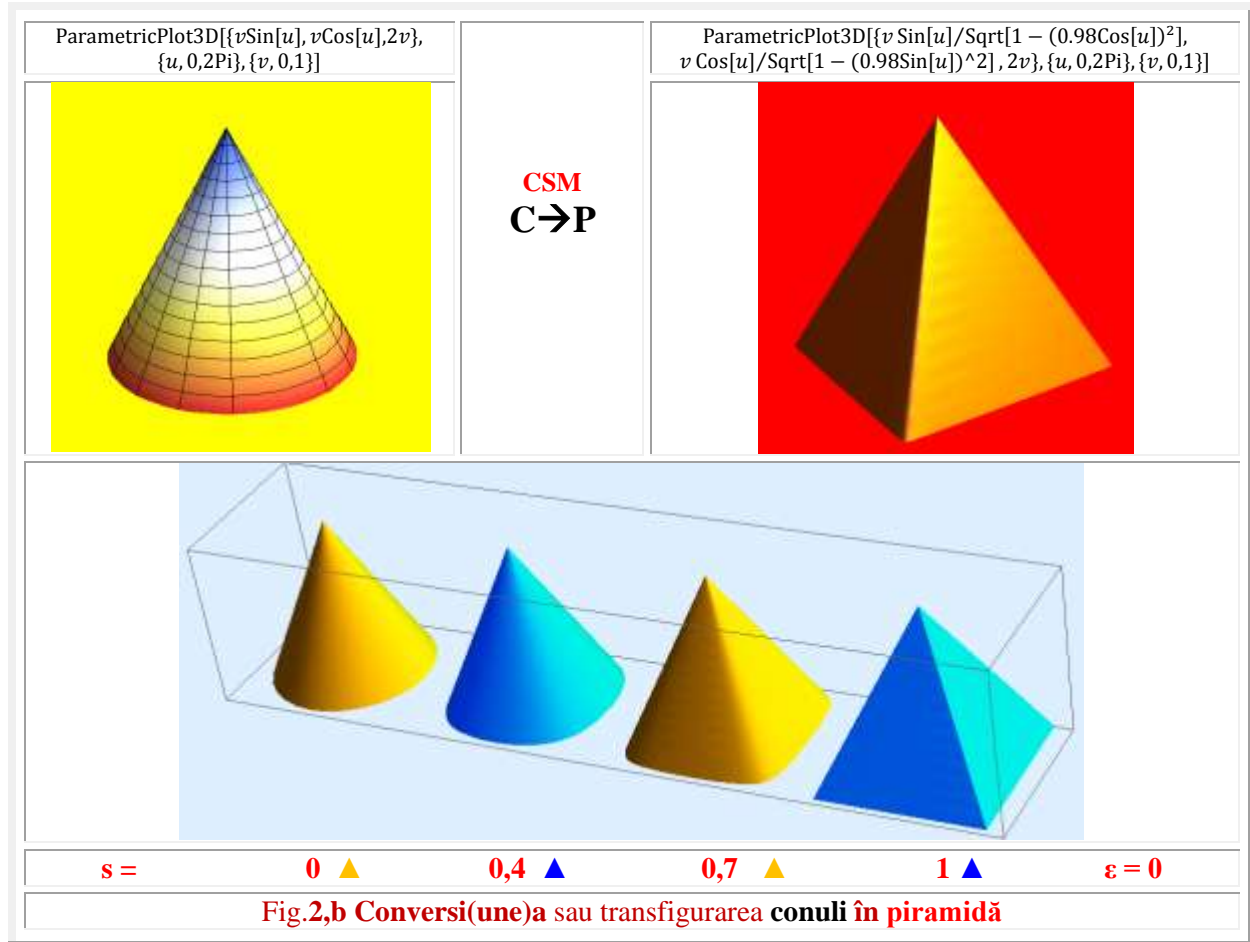 ParametricPlot3D[{𝑣Sin[𝑢], 𝑣Cos[𝑢],2𝑣},
{𝑢, 0,2Pi}, {𝑣, 0,1}]
ParametricPlot3D[{𝑣 Sin[𝑢]/Sqrt[1 − (0.98Cos[𝑢])²],
𝑣 Cos[𝑢]/Sqrt[1 − (0.98Sin[𝑢])^2] , 2𝑣}, {𝑢, 0,2Pi}, {𝑣, 0,1}]
CSM
C→P
s = 0 ▲ 0,4 ▲ 0,7 ▲ 1 ▲ ε = 0
Fig.2,b Conversi(une)a sau transfigurarea conuli în piramidă